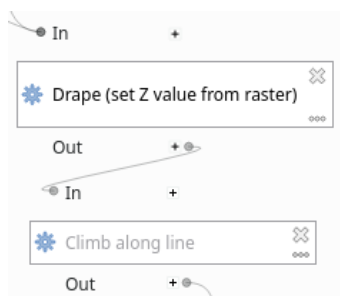 In +
Drape (set Z value from raster)
Out +
In +
Climb along line
Out +